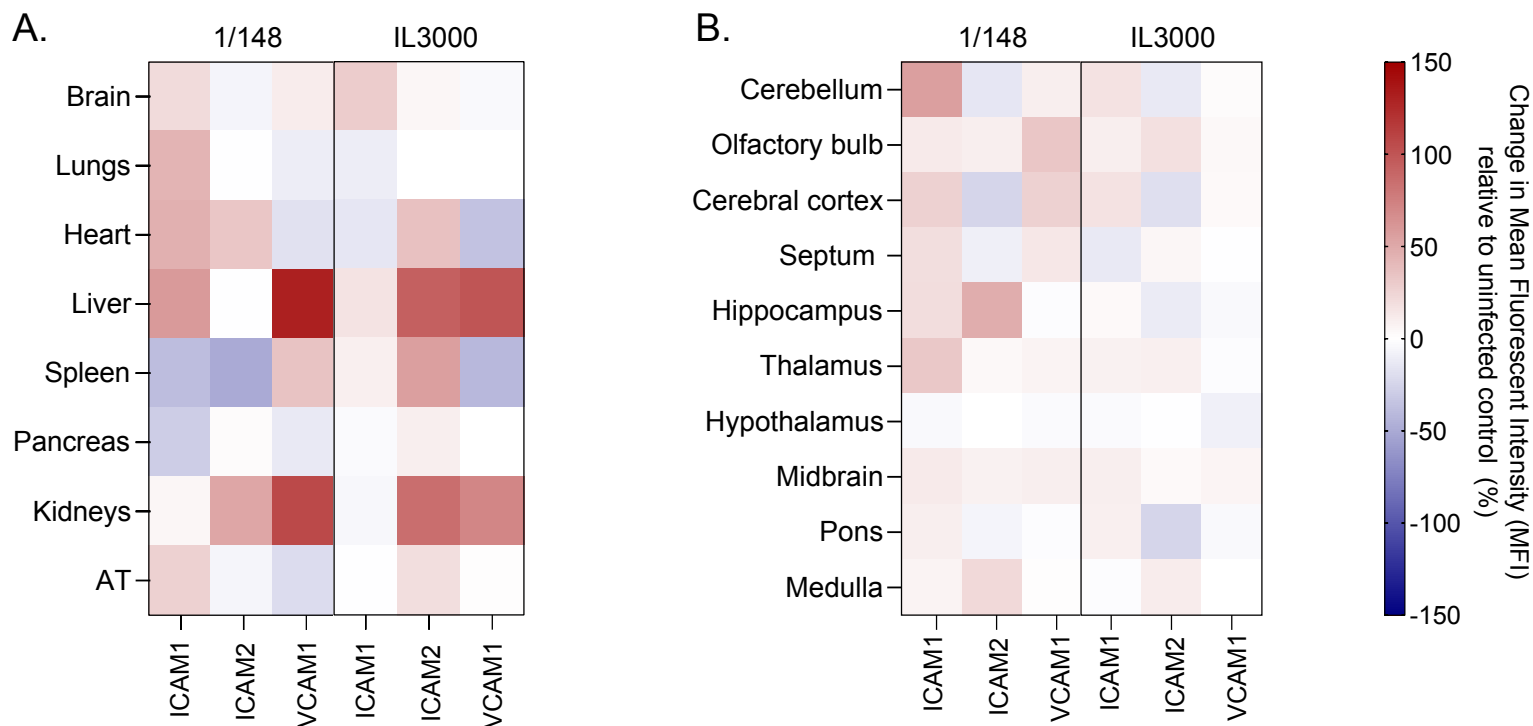 A.
1/148 IL3000
Brain
Lungs
Heart
Liver
Spleen
Pancreas
Kidneys
AT
ICAM1
ICAM2
VCAM1
ICAM1
ICAM2
VCAM1
B.
1/148 IL3000
Cerebellum
Olfactory bulb
Cerebral cortex
Septum
Hippocampus
Thalamus
Hypothalamus
Midbrain
Pons
Medulla
ICAM1
ICAM2
VCAM1
ICAM1
ICAM2
VCAM1
150
100
50
0
-50
-100
-150
Change in Mean Fluorescent Intensity (MFI)
relative to uninfected control (%)